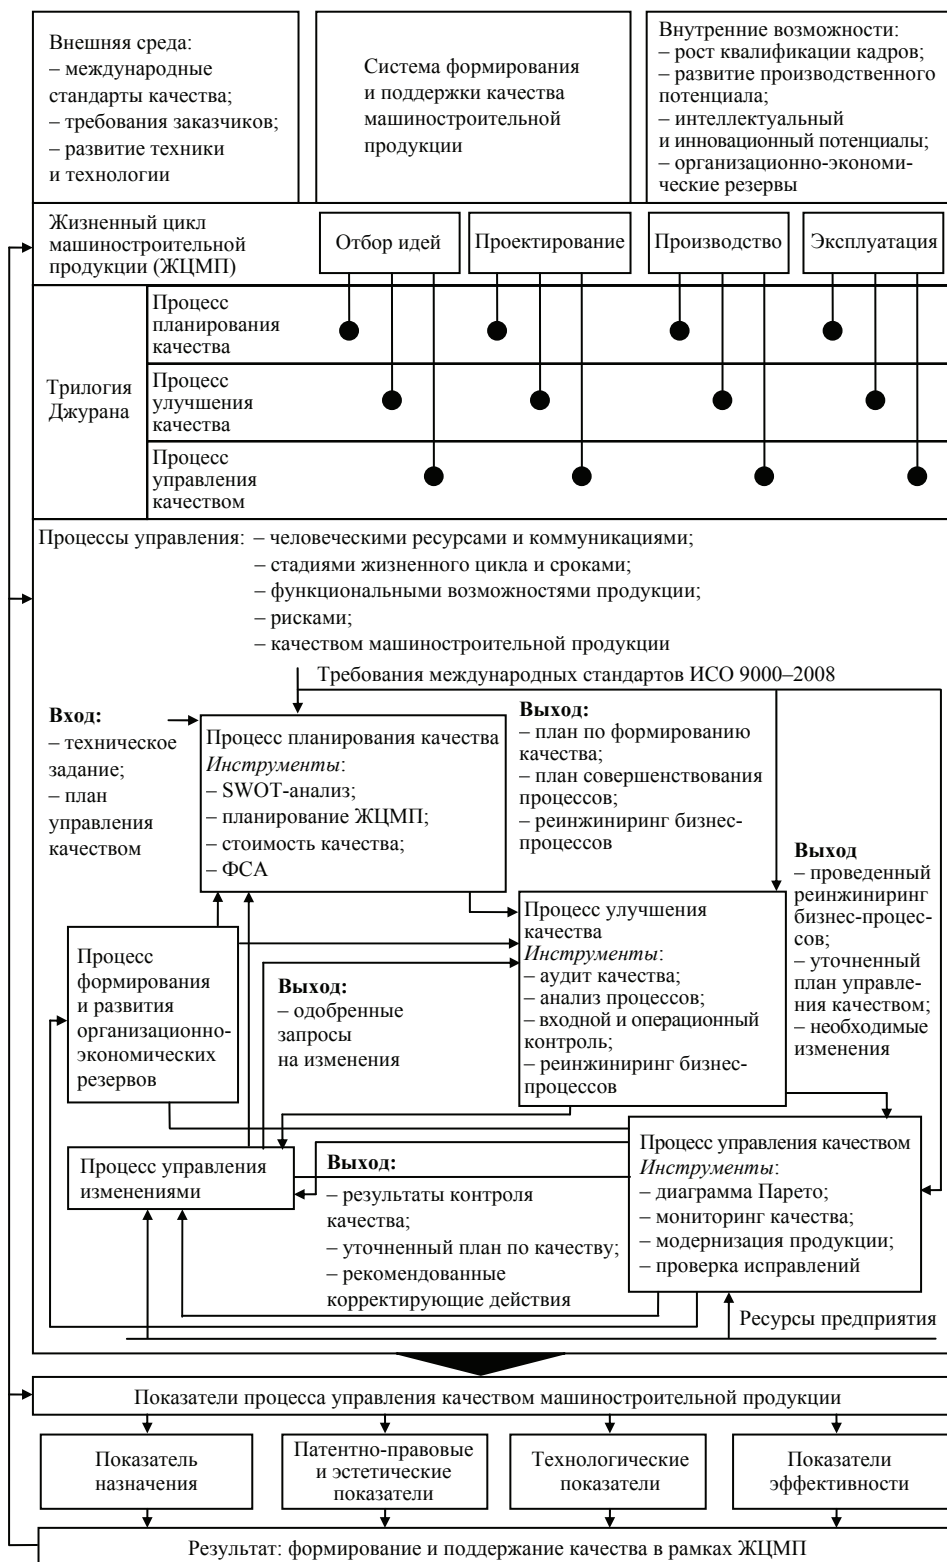 Внешняя среда:
– международные
стандарты качества;
– требования заказчиков;
– развитие техники
и технологии
Система формирования
и поддержки качества
машиностроительной
продукции
Внутренние возможности:
– рост квалификации кадров;
– развитие производственного
потенциала;
– интеллектуальный
и инновационный потенциалы;
– организационно-экономи-
ческие резервы
Жизненный цикл
машиностроительной
продукции (ЖЦМП)
Отбор идей
Проектирование
Производство
Эксплуатация
Трилогия
Джурана
Процесс
планирования
качества
Процесс
улучшения
качества
Процесс
управления
качеством
Процессы управления: – человеческими ресурсами и коммуникациями;
– стадиями жизненного цикла и сроками;
– функциональными возможностями продукции;
– рисками;
– качеством машиностроительной продукции
Требования международных стандартов ИСО 9000–2008
Вход:
– техническое
задание;
– план
управления
качеством
Процесс планирования качества
Инструменты:
– SWOT-анализ;
– планирование ЖЦМП;
– стоимость качества;
– ФСА
Выход:
– план по формированию
качества;
– план совершенствования
процессов;
– реинжиниринг бизнес-
процессов
Выход
– проведенный
реинжиниринг
бизнес-процес-
сов;
– уточненный
план управле-
ния качеством;
– необходимые
изменения
Процесс улучшения
качества
Инструменты:
– аудит качества;
– анализ процессов;
– входной и операционный
контроль;
– реинжиниринг бизнес-
процессов
Процесс
формирования
и развития
организационно-
экономических
резервов
Выход:
– одобренные
запросы
на изменения
Процесс управления
изменениями
Выход:
– результаты контроля
качества;
– уточненный план по качеству;
– рекомендованные
корректирующие действия
Процесс управления качеством
Инструменты:
– диаграмма Парето;
– мониторинг качества;
– модернизация продукции;
– проверка исправлений
Ресурсы предприятия
Показатели процесса управления качеством машиностроительной продукции
Показатель
назначения
Патентно-правовые
и эстетические
показатели
Технологические
показатели
Показатели
эффективности
Результат: формирование и поддержание качества в рамках ЖЦМП